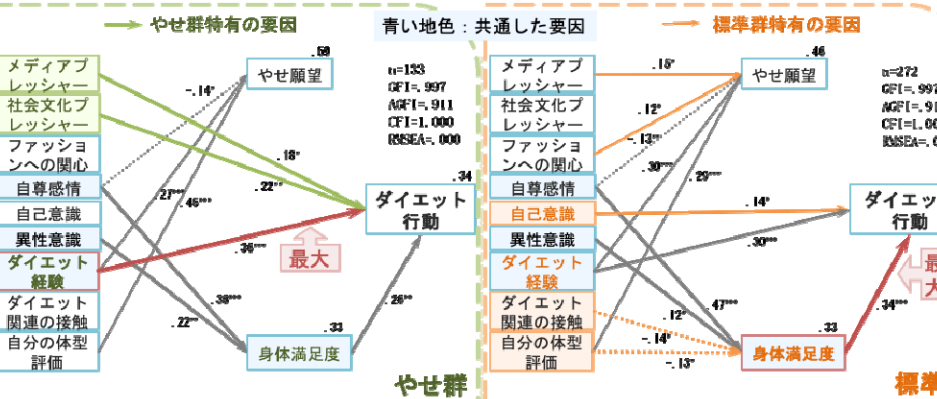 やせ群特有の要因
青い地色：共通した要因
標準群特有の要因
メディアプ
レッシャー
社会文化プ
レッシャー
ファッショ
ンへの関心
自尊感情
自己意識
異性意識
ダイエット
経験
ダイエット
関連の接触
自分の体型
評価
.59
やせ願望
n=133
GFI=.997
AGFI=.911
CFI=1.000
RMSEA=.000
-.14*
.18*
.22**
.27***
.46***
.36***
最大
.34
ダイエット
行動
.38***
.22**
.26**
.33
身体満足度
やせ群
メディアプ
レッシャー
社会文化プ
レッシャー
ファッショ
ンへの関心
自尊感情
自己意識
異性意識
ダイエット
経験
ダイエット
関連の接触
自分の体型
評価
.46
やせ願望
n=272
GFI=.997
CFI=1.00
.15*
.12*
-.13**
.30***
.29***
.14*
.30***
ダイエッ
行動
.47***
.12*
-.14*
-.13*
.34***
.33
身体満足度
標準